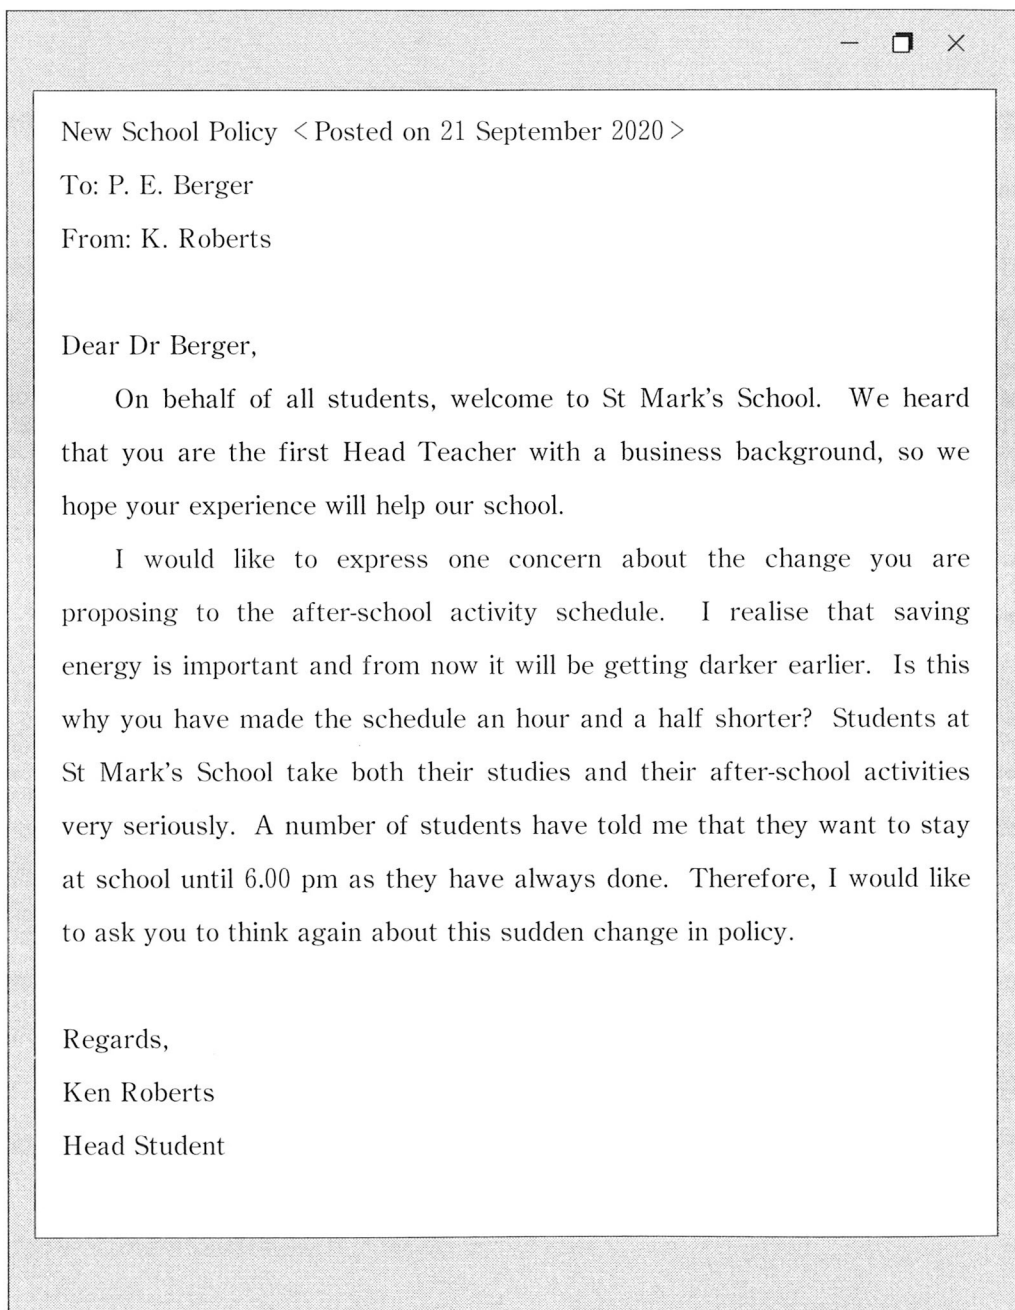 New School Policy <Posted on 21 September 2020>
To: P. E. Berger
From: K. Roberts
Dear Dr Berger,
On behalf of all students, welcome to St Mark's School. We heard
that you are the first Head Teacher with a business background, so we
hope your experience will help our school.
I would like to express one concern about the change you are
proposing to the after-school activity schedule. I realise that saving
energy is important and from now it will be getting darker earlier. Is this
why you have made the schedule an hour and a half shorter? Students at
St Mark's School take both their studies and their after-school activities
very seriously. A number of students have told me that they want to stay
at school until 6.00 pm as they have always done. Therefore, I would like
to ask you to think again about this sudden change in policy.
Regards,
Ken Roberts
Head Student